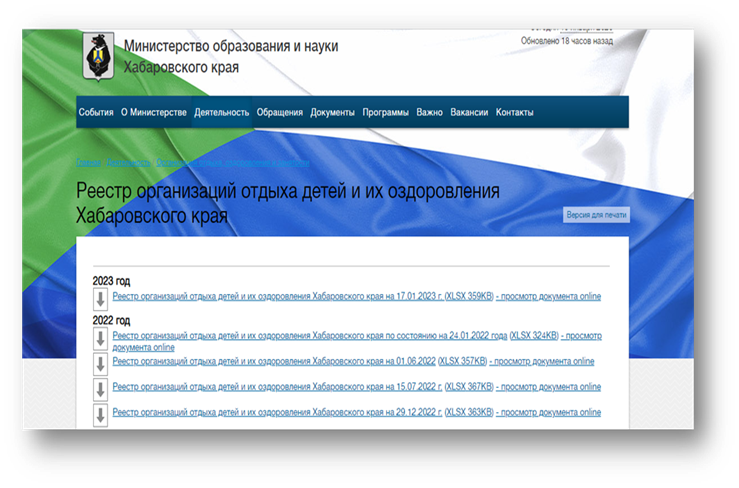 Министерство образования и науки
Хабаровского края
Обновлено 18 часов назад
События О Министерстве Деятельность Обращения Документы Программы Важно Вакансии Контакты
Главная Деятельность
Реестр организаций отдыха детей и их оздоровления
Хабаровского края
Версия для печати
2023 год
Реестр организаций отдыха детей и их оздоровления Хабаровского края на 17.01.2023 г. (XLSX 359KB) - просмотр документа online
2022 год
Реестр организаций отдыха детей и их оздоровления Хабаровского края по состоянию на 24.01.2022 года (XLSX 324KB) - просмотр
документа online
Реестр организаций отдыха детей и их оздоровления Хабаровского края на 01.06.2022 (XLSX 357KB) - просмотр документа online
Реестр организаций отдыха детей и их оздоровления Хабаровского края на 15.07.2022 г. (XLSX 367KB) - просмотр документа online
Реестр организаций отдыха детей и их оздоровления Хабаровского края на 29.12.2022 г. (XLSX 363KB) - просмотр документа online